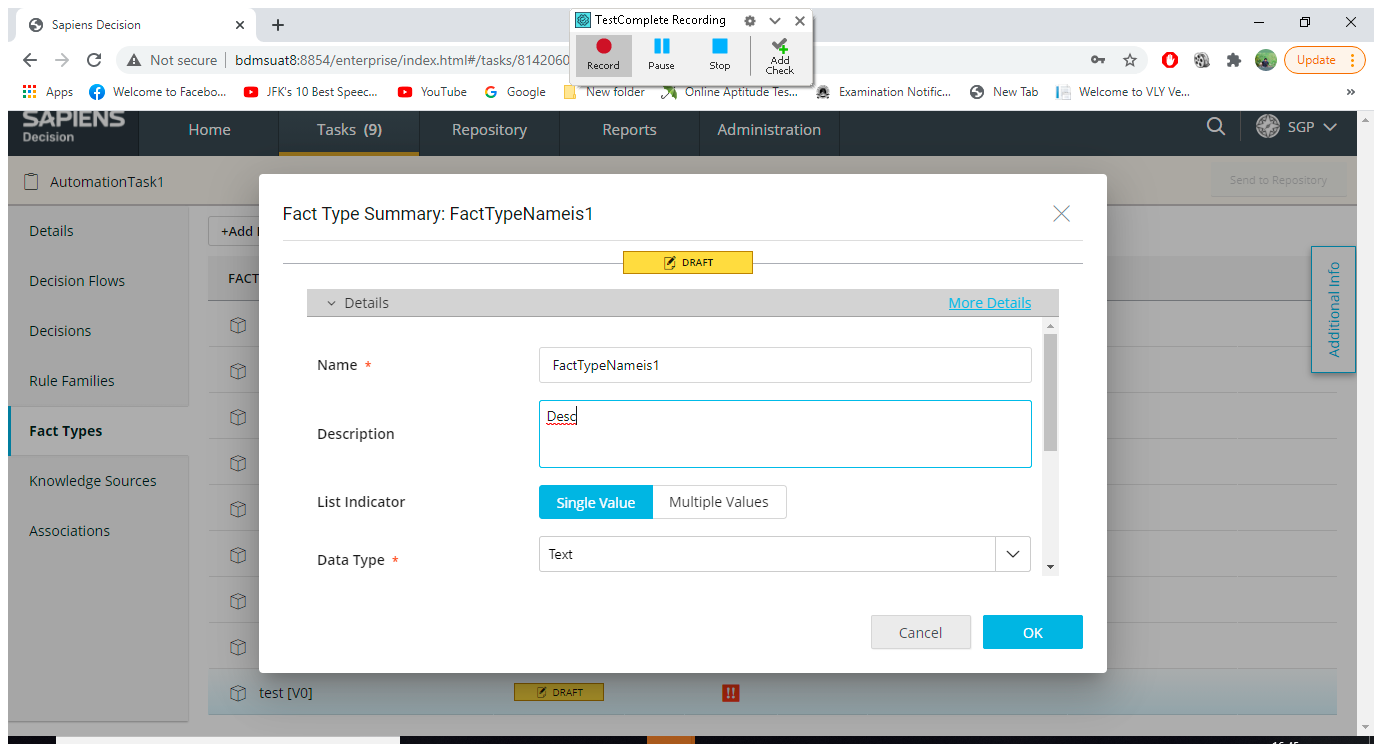 Sapiens Decision
TestComplete Recording
Record
Pause
Stop
Add
Check
Not secure
bdmsuat8:8854/enterprise/index.html#/tasks/8142060
Update
Apps
Welcome to Facebo...
JFK's 10 Best Speec...
YouTube
Google
New folder
Online Aptitude Tes...
Examination Notific...
New Tab
Welcome to VLY Ve...
»
SAPIENS
Decision
Home
Tasks (9)
Repository
Reports
Administration
SGP
AutomationTask1
Send to Repository
Details
Decision Flows
Decisions
Rule Families
Fact Types
Knowledge Sources
Associations
+Add
FACT
Fact Type Summary: FactTypeNameis1
DRAFT
Details
More Details
Name *
FactTypeNameis1
Description
Desc
List Indicator
Single Value
Multiple Values
Data Type *
Text
Cancel
OK
Additional Info
test [V0]
DRAFT
!!